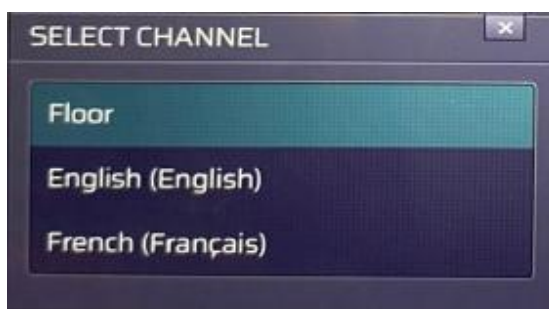 SELECT CHANNEL
Floor
English (English)
French (Français)